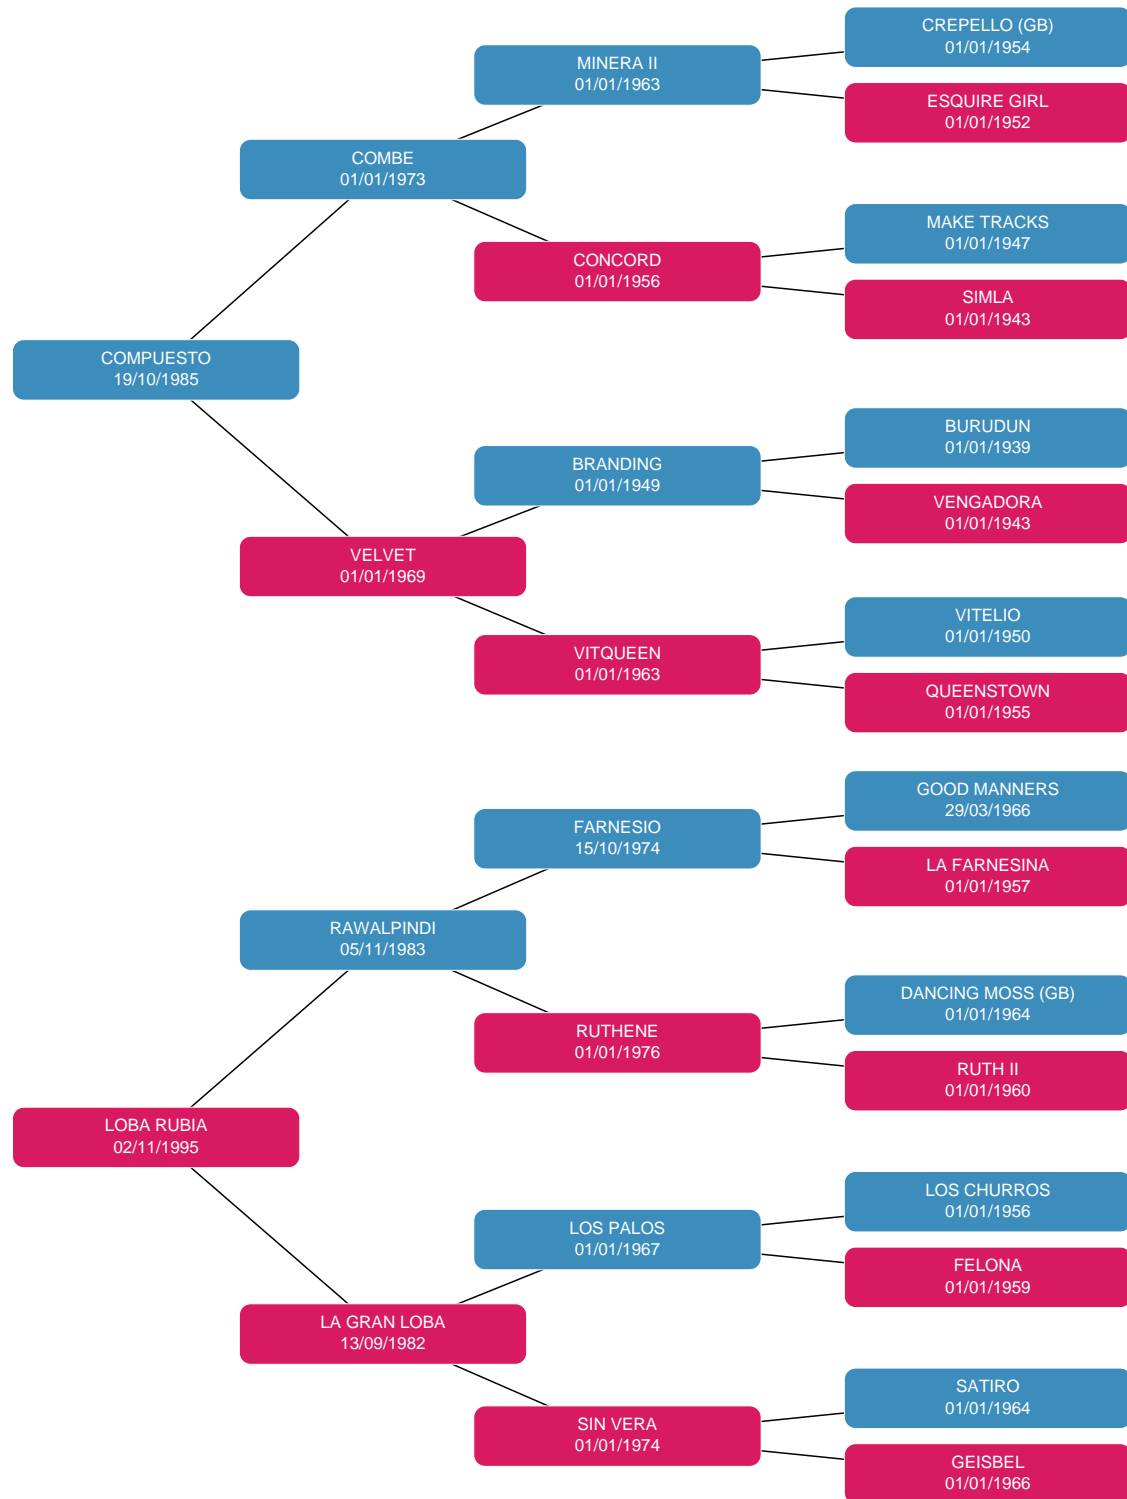 CREPELLO (GB)
01/01/1954
MINERA II
01/01/1963
ESQUIRE GIRL
01/01/1952
COMBE
01/01/1973
MAKE TRACKS
01/01/1947
CONCORD
01/01/1956
SIMLA
01/01/1943
COMPUESTO
19/10/1985
BURUDUN
01/01/1939
BRANDING
01/01/1949
VENGADORA
01/01/1943
VELVET
01/01/1969
VITELIO
01/01/1950
VITQUEEN
01/01/1963
QUEENSTOWN
01/01/1955
GOOD MANNERS
29/03/1966
FARNESIO
15/10/1974
LA FARNESINA
01/01/1957
RAWALPINDI
05/11/1983
DANCING MOSS (GB)
01/01/1964
RUTHENE
01/01/1976
RUTH II
01/01/1960
LOBA RUBIA
02/11/1995
LOS CHURROS
01/01/1956
LOS PALOS
01/01/1967
FELONA
01/01/1959
LA GRAN LOBA
13/09/1982
SATIRO
01/01/1964
SIN VERA
01/01/1974
GEISBEL
01/01/1966